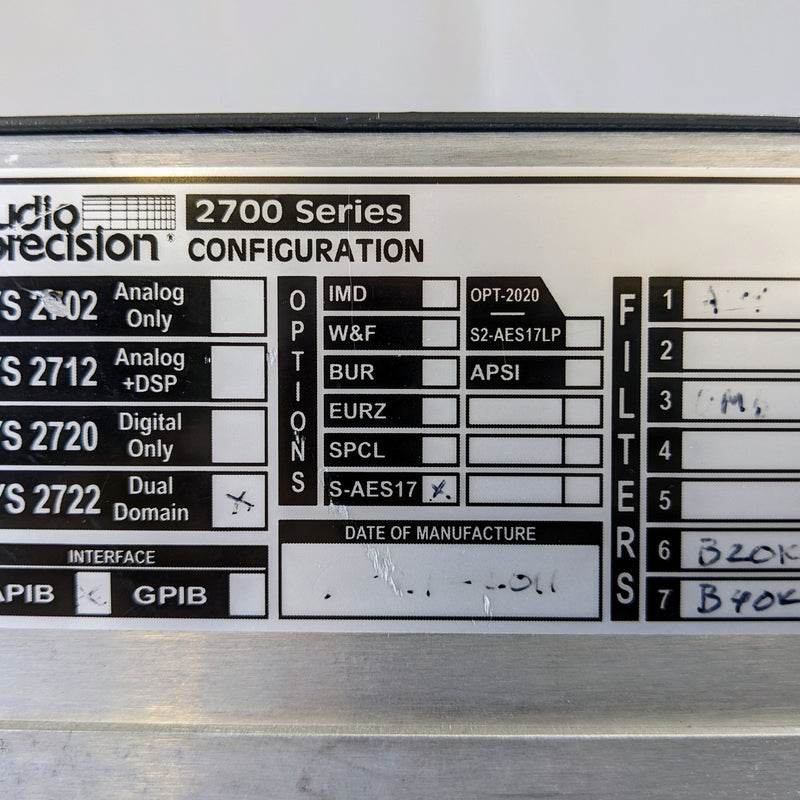 udio
precision
2700 Series
CONFIGURATION
YS 2702 Analog Only
YS 2712 Analog +DSP
YS 2720 Digital Only
YS 2722 Dual Domain X
INTERFACE
APIB X GPIB
OPTIONS
IMD
W&F
BUR
EURZ
SPCL
S-AES17 X
OPT-2020
S2-AES17LP
APSI
DATE OF MANUFACTURE
FILTERS
1
2
3
4
5
6 B20K
7 B40K